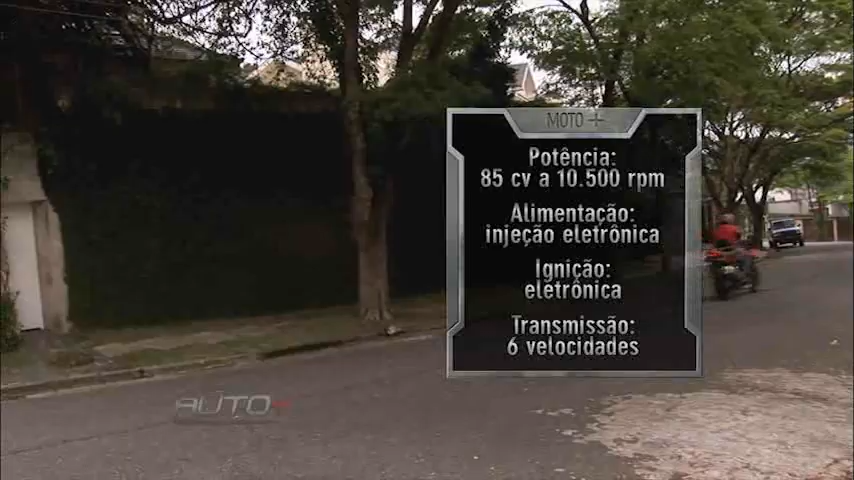 MOTO +
Potência:
85 cv a 10.500 rpm
Alimentação:
injeção eletrônica
Ignição:
eletrônica
Transmissão:
6 velocidades
AUTO+